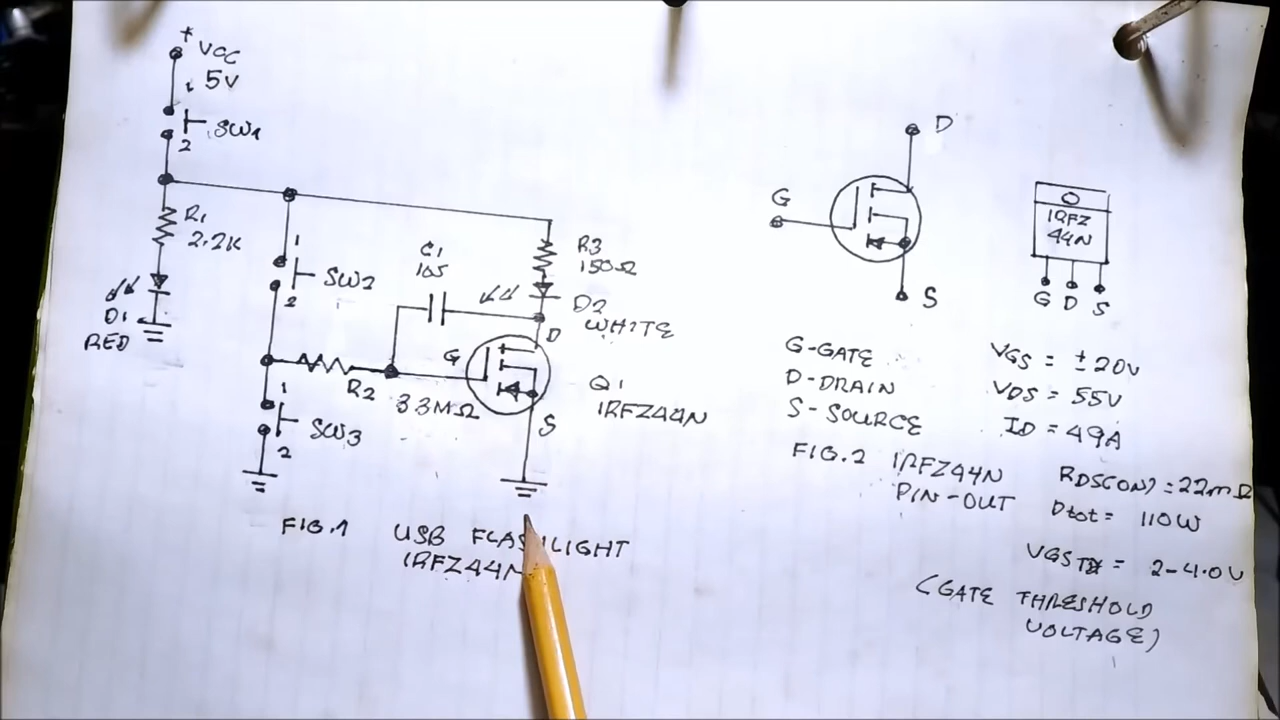 + VCC
5V
1
SW1
2
R1
2.2K
D1
RED
1
SW2
2
C1
105
R3
150Ω
D2
WHITE
D
G
R2
33MΩ
Q1
IRFZ44N
S
1
SW3
2
FIG.1 USB FLASHLIGHT
IRFZ44N
D
G
S
IRFZ
44N
G D S
G-GATE
D-DRAIN
S-SOURCE
FIG.2 IRFZ44N
PIN-OUT
VGS = ±20V
VDS = 55V
ID = 49A
RDS(ON) = 22mΩ
Ptot = 110W
VGSTH = 2-4.0V
(GATE THRESHOLD
VOLTAGE)